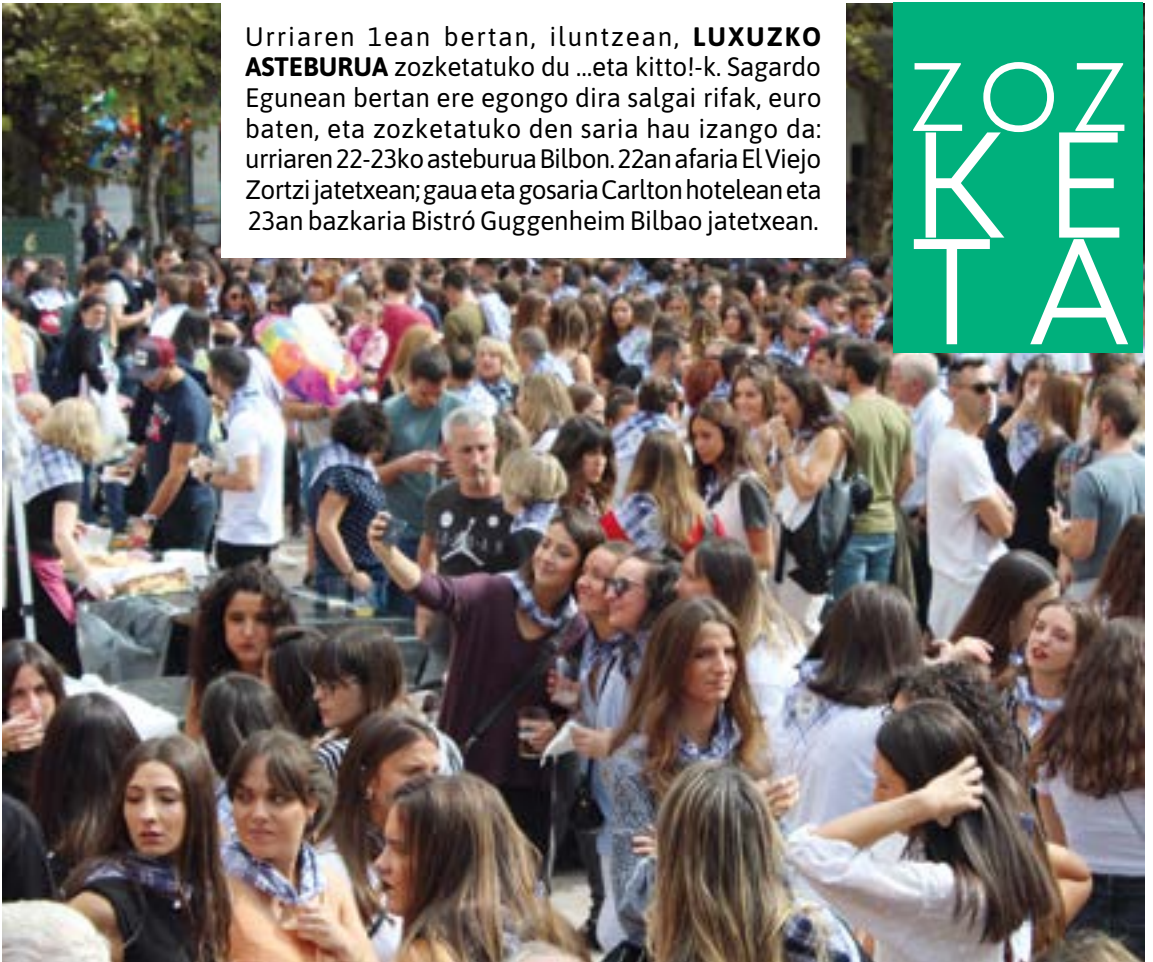 Urriaren 1ean bertan, iluntzean, LUXUZKO
ASTEBURUA zozketatuko du ...eta kitto!-k. Sagardo
Egunean bertan ere egongo dira salgai rifak, euro
baten, eta zozketatuko den saria hau izango da:
urriaren 22-23ko asteburua Bilbon. 22an afaria El Viejo
Zortzi jatetxean; gaua eta gosaria Carlton hotelean eta
23an bazkaria Bistró Guggenheim Bilbao jatetxean.
ZOZ
KE
TA